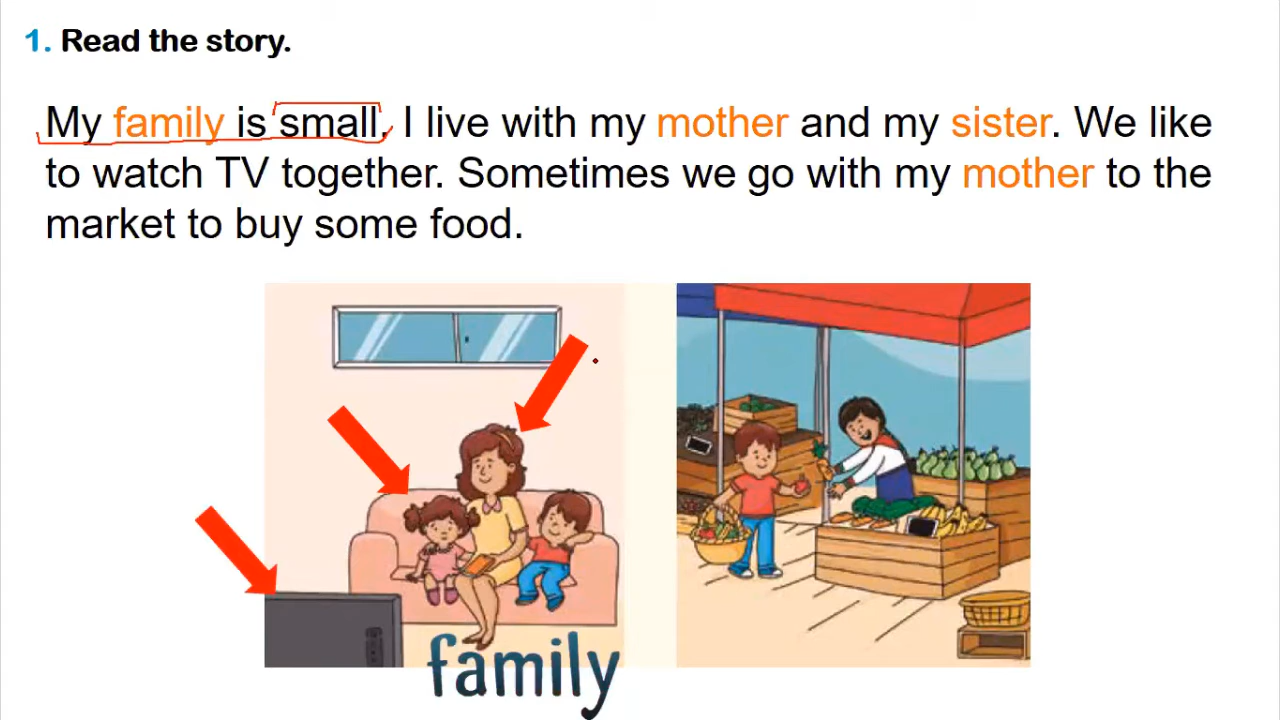 1. Read the story.
My family is small. I live with my mother and my sister. We like
to watch TV together. Sometimes we go with my mother to the
market to buy some food.
family